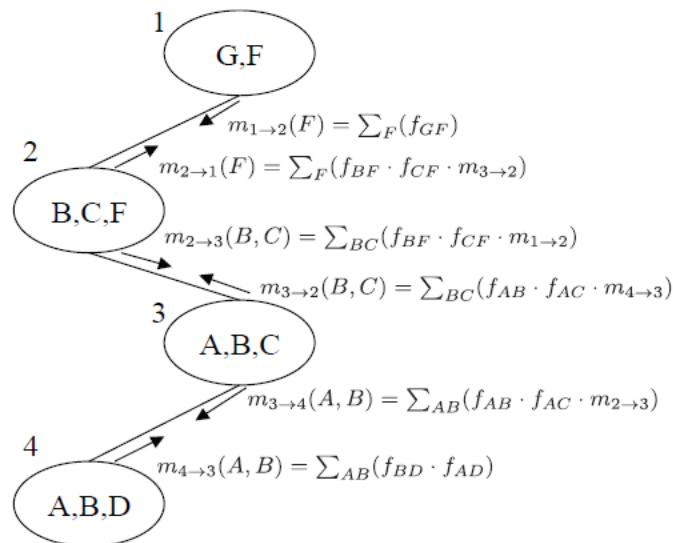 1
G,F
m_{1→2}(F) = ∑_F(f_{GF})
2
m_{2→1}(F) = ∑_F(f_{BF} · f_{CF} · m_{3→2})
B,C,F
m_{2→3}(B, C) = ∑_{BC}(f_{BF} · f_{CF} · m_{1→2})
m_{3→2}(B, C) = ∑_{BC}(f_{AB} · f_{AC} · m_{4→3})
3
A,B,C
m_{3→4}(A, B) = ∑_{AB}(f_{AB} · f_{AC} · m_{2→3})
4
m_{4→3}(A, B) = ∑_{AB}(f_{BD} · f_{AD})
A,B,D